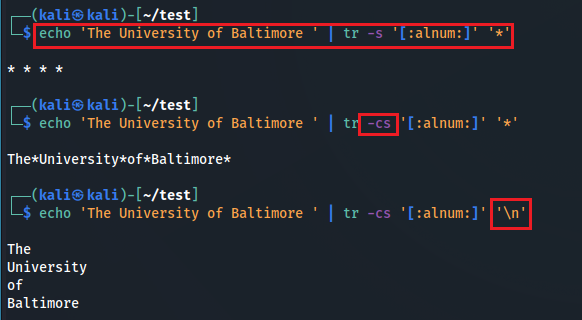 ┌──(kali㉿kali)-[~/test]
└─$ echo 'The University of Baltimore ' | tr -s '[:alnum:]' '*'
* * * *
┌──(kali㉿kali)-[~/test]
└─$ echo 'The University of Baltimore ' | tr -cs '[:alnum:]' '*'
The*University*of*Baltimore*
┌──(kali㉿kali)-[~/test]
└─$ echo 'The University of Baltimore ' | tr -cs '[:alnum:]' '\n'
The
University
of
Baltimore